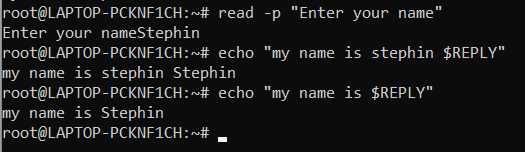 root@LAPTOP-PCKNF1CH:~# read -p "Enter your name"
Enter your nameStephin
root@LAPTOP-PCKNF1CH:~# echo "my name is stephin $REPLY"
my name is stephin Stephin
root@LAPTOP-PCKNF1CH:~# echo "my name is $REPLY"
my name is Stephin
root@LAPTOP-PCKNF1CH:~#